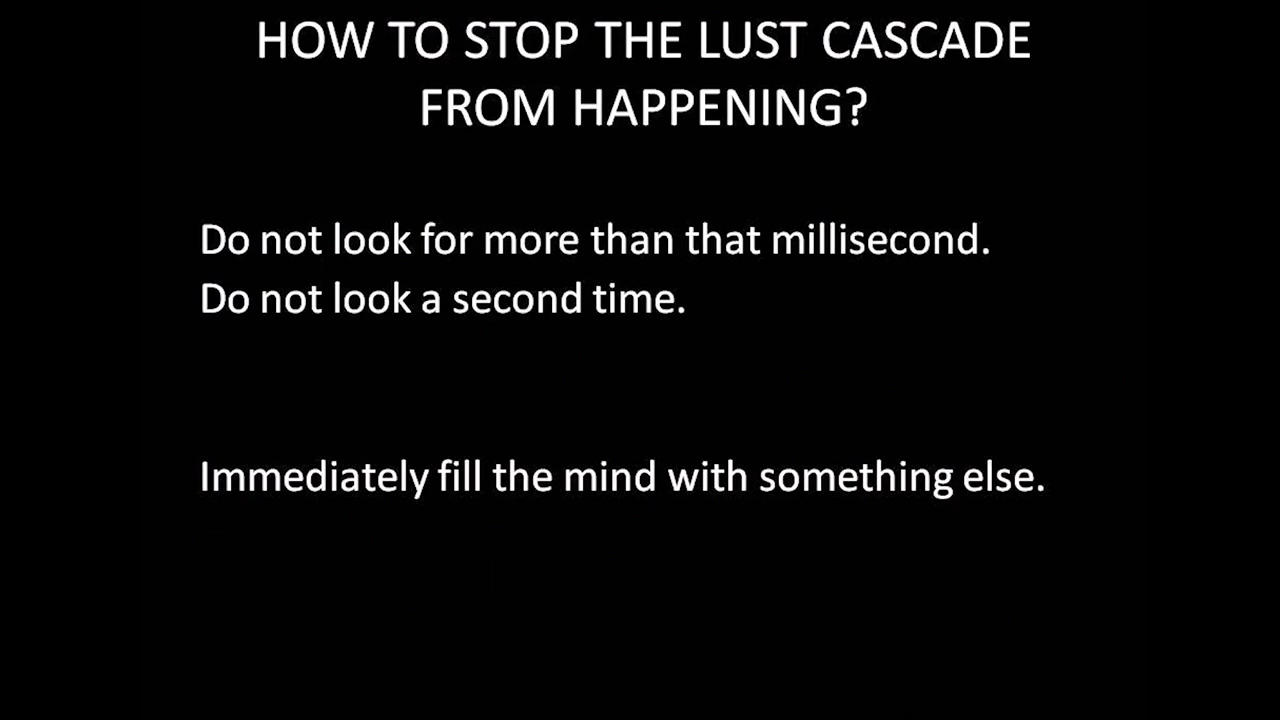 HOW TO STOP THE LUST CASCADE
FROM HAPPENING?
Do not look for more than that millisecond.
Do not look a second time.
Immediately fill the mind with something else.